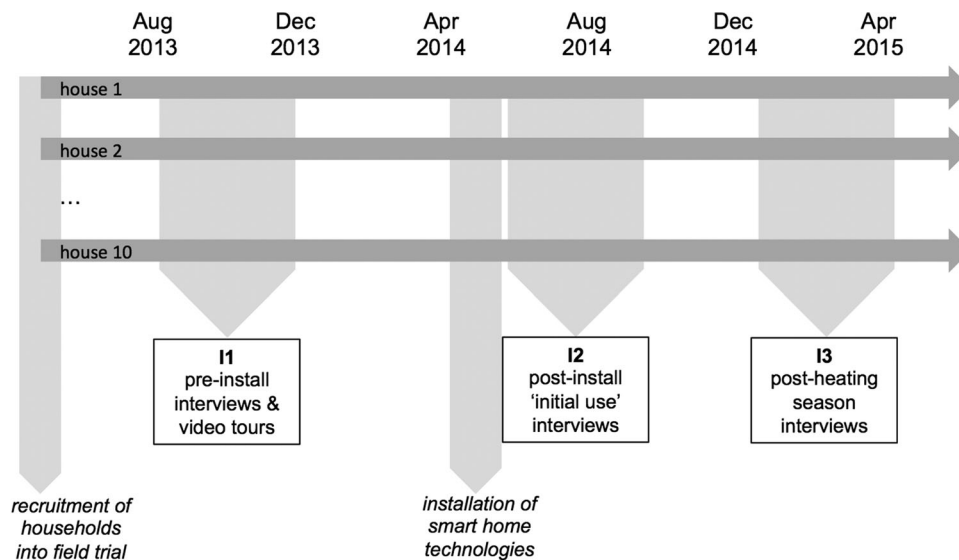 Aug
2013
Dec
2013
Apr
2014
Aug
2014
Dec
2014
Apr
2015
house 1
house 2
...
house 10
I1
pre-install
interviews &
video tours
I2
post-install
‘initial use’
interviews
I3
post-heating
season
interviews
recruitment of
households
into field trial
installation of
smart home
technologies